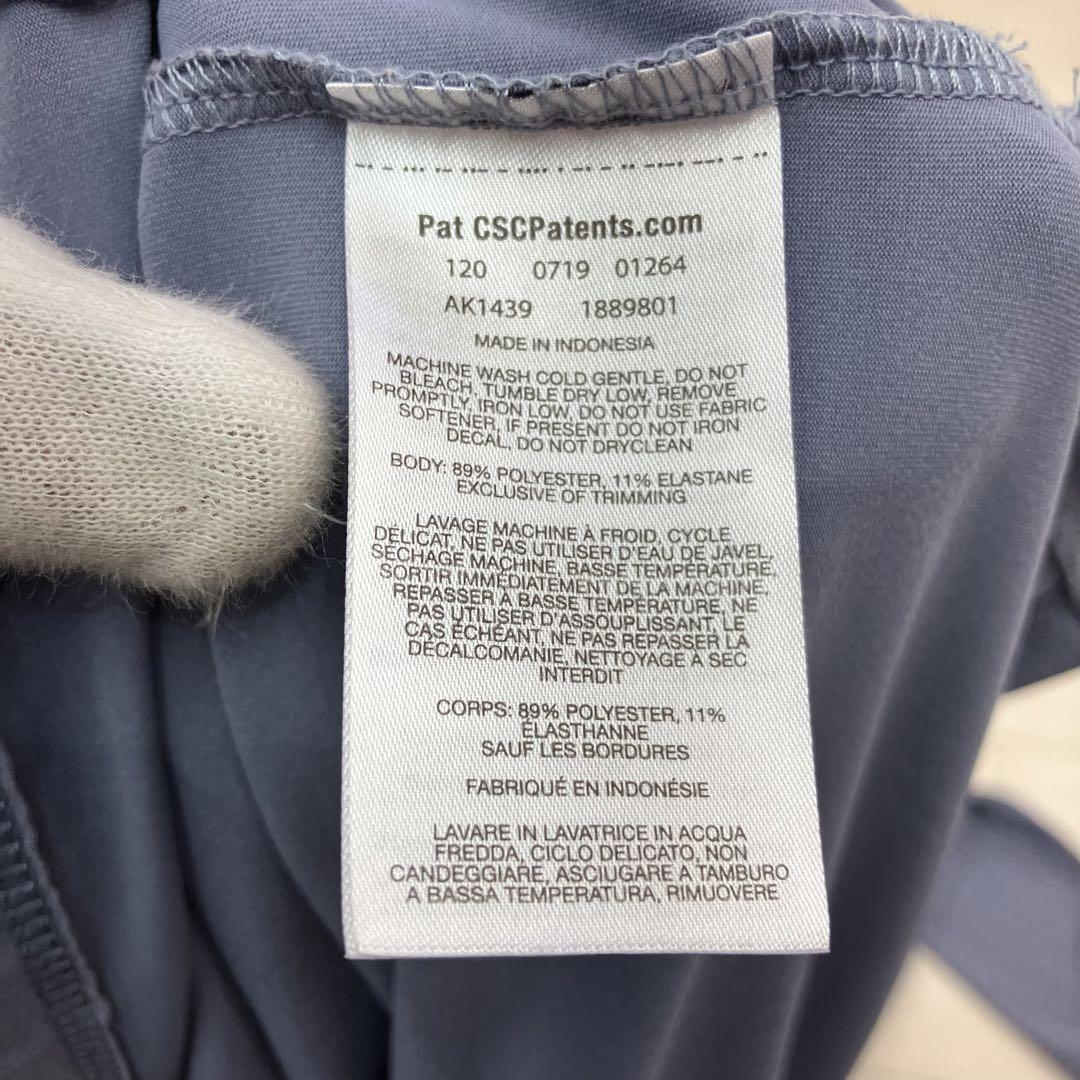 Pat CSCPatents.com
120 0719 01264
AK1439 1889801
MADE IN INDONESIA
MACHINE WASH COLD GENTLE, DO NOT
BLEACH, TUMBLE DRY LOW, REMOVE
PROMPTLY, IRON LOW, DO NOT USE FABRIC
SOFTENER, IF PRESENT DO NOT IRON
DECAL, DO NOT DRYCLEAN
BODY: 89% POLYESTER, 11% ELASTANE
EXCLUSIVE OF TRIMMING
LAVAGE MACHINE À FROID, CYCLE
DÉLICAT, NE PAS UTILISER D'EAU DE JAVEL,
SÉCHAGE MACHINE, BASSE TEMPÉRATURE,
SORTIR IMMÉDIATEMENT DE LA MACHINE,
REPASSER À BASSE TEMPÉRATURE, NE
PAS UTILISER D'ASSOUPLISSANT, LE
CAS ÉCHÉANT, NE PAS REPASSER LA
DÉCALCOMANIE, NETTOYAGE À SEC
INTERDIT
CORPS: 89% POLYESTER, 11%
ÉLASTHANNE
SAUF LES BORDURES
FABRIQUÉ EN INDONÉSIE
LAVARE IN LAVATRICE IN ACQUA
FREDDA, CICLO DELICATO, NON
CANDEGGIARE, ASCIUGARE A TAMBURO
A BASSA TEMPERATURA, RIMUOVERE